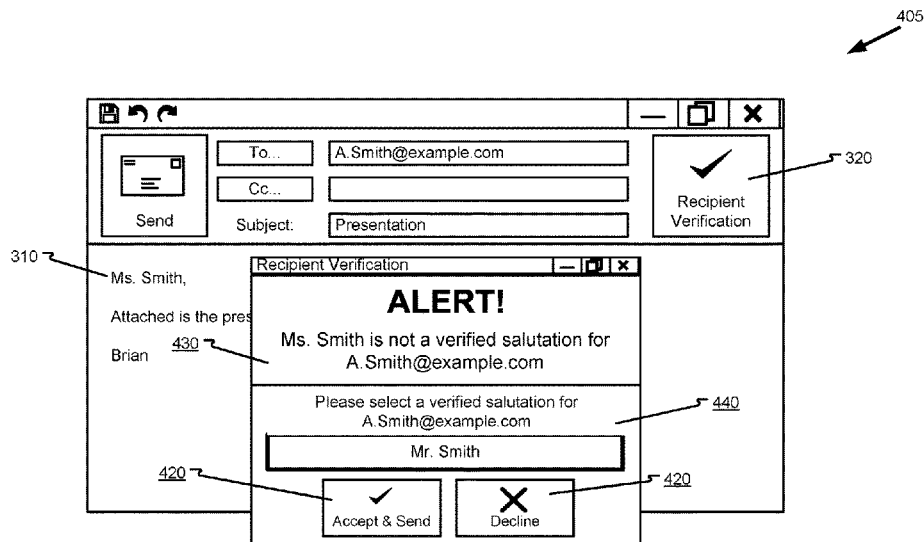 405
To...
A.Smith@example.com
320
Cc...
Recipient
Verification
Send
Subject:
Presentation
310
Ms. Smith,
Recipient Verification
ALERT!
Attached is the pres
Ms. Smith is not a verified salutation for
A.Smith@example.com
430
Brian
Please select a verified salutation for
A.Smith@example.com
440
Mr. Smith
420
420
Accept & Send
Decline